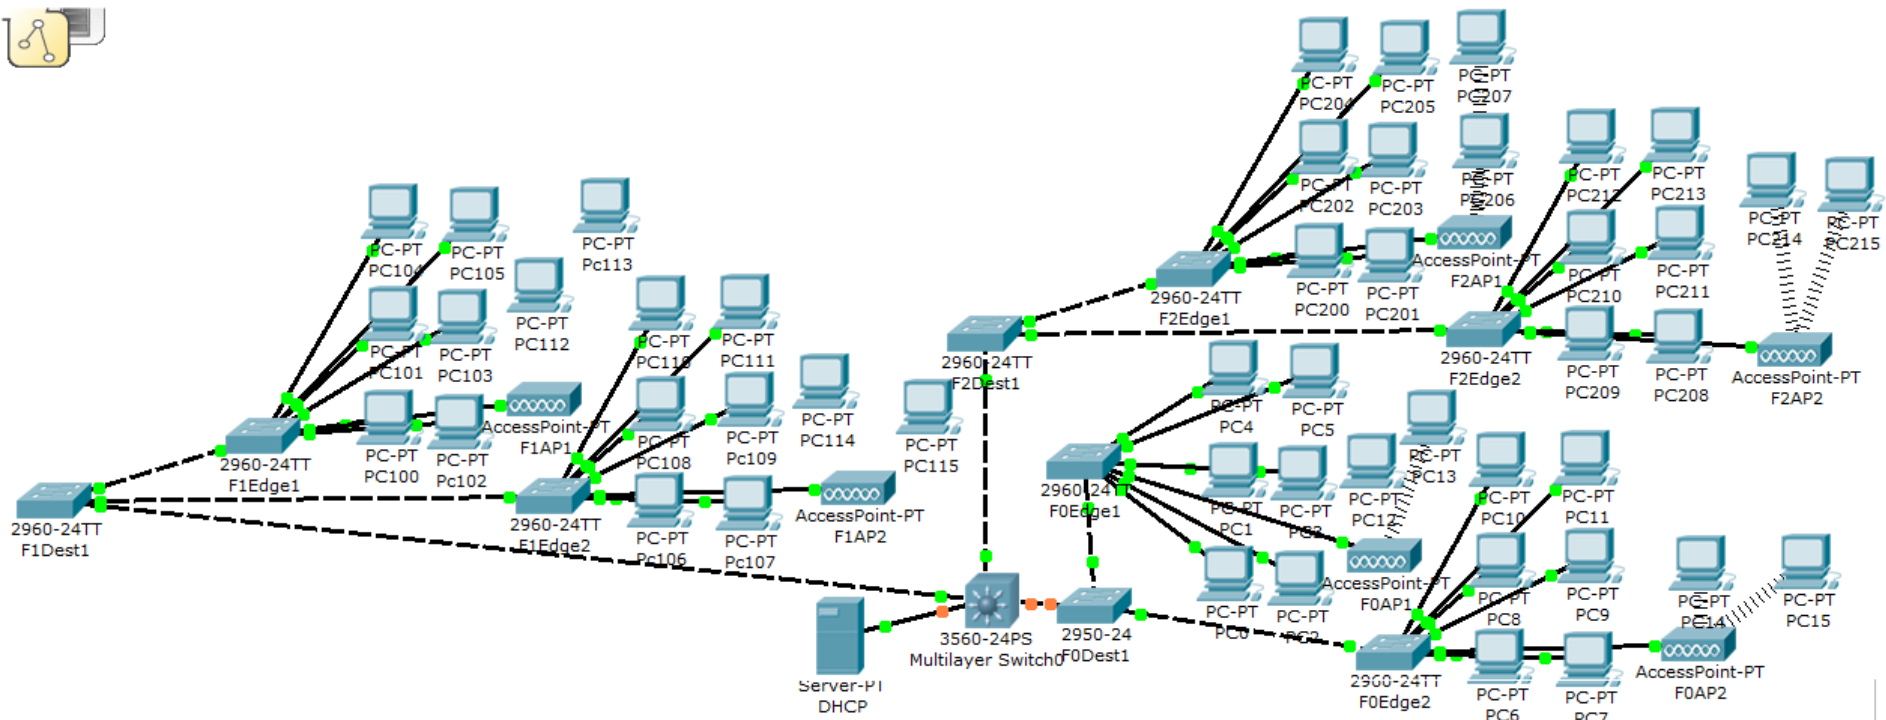 PC-PT
PC204
PC-PT
PC205
PC-PT
PC207
PC-PT
PC202
PC-PT
PC203
PC-PT
PC206
PC-PT
PC212
PC-PT
PC213
PC-PT
PC214
PC-PT
PC215
PC-PT
PC200
PC-PT
PC201
AccessPoint-PT
F2AP1
2960-24TT
F2Edge1
PC-PT
PC210
PC-PT
PC211
2960-24TT
F2Edge2
PC-PT
PC209
PC-PT
PC208
AccessPoint-PT
F2AP2
2960-24TT
F2Dest1
PC-PT
PC104
PC-PT
PC105
PC-PT
Pc113
PC-PT
PC101
PC-PT
PC103
PC-PT
PC112
PC-PT
PC110
PC-PT
PC111
PC-PT
PC100
PC-PT
Pc102
AccessPoint-PT
F1AP1
2960-24TT
F1Edge1
PC-PT
PC108
PC-PT
Pc109
PC-PT
PC114
PC-PT
PC115
2960-24TT
F1Dest1
2960-24TT
F1Edge2
PC-PT
Pc106
PC-PT
Pc107
AccessPoint-PT
F1AP2
PC-PT
PC4
PC-PT
PC5
2960-24TT
F0Edge1
PC-PT
PC1
PC-PT
PC3
PC-PT
PC12
PC-PT
PC13
PC-PT
PC10
PC-PT
PC11
PC-PT
PC0
PC-PT
PC2
AccessPoint-PT
F0AP1
PC-PT
PC8
PC-PT
PC9
PC-PT
PC14
PC-PT
PC15
3560-24PS
Multilayer Switch0
2950-24
F0Dest1
Server-PT
DHCP
2960-24TT
F0Edge2
PC-PT
PC6
PC-PT
PC7
AccessPoint-PT
F0AP2